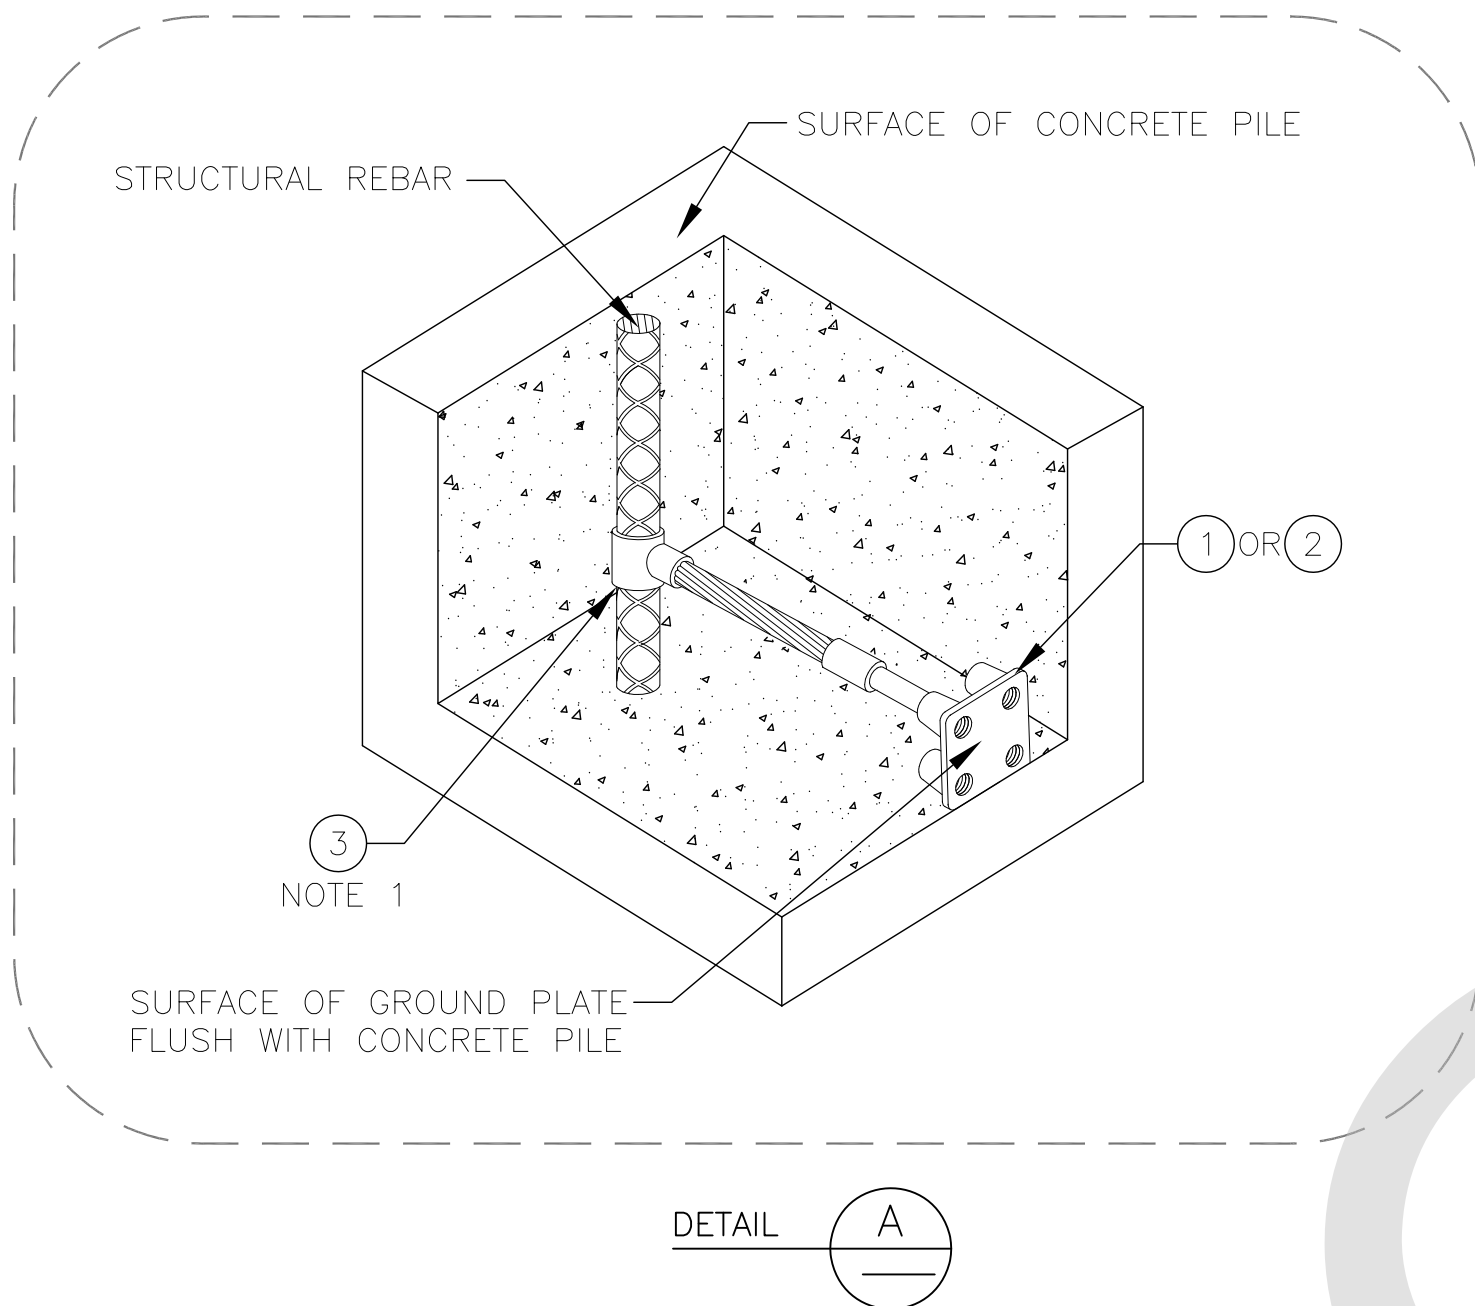 SURFACE OF CONCRETE PILE
STRUCTURAL REBAR
1 OR 2
3
NOTE 1
SURFACE OF GROUND PLATE
FLUSH WITH CONCRETE PILE
DETAIL A